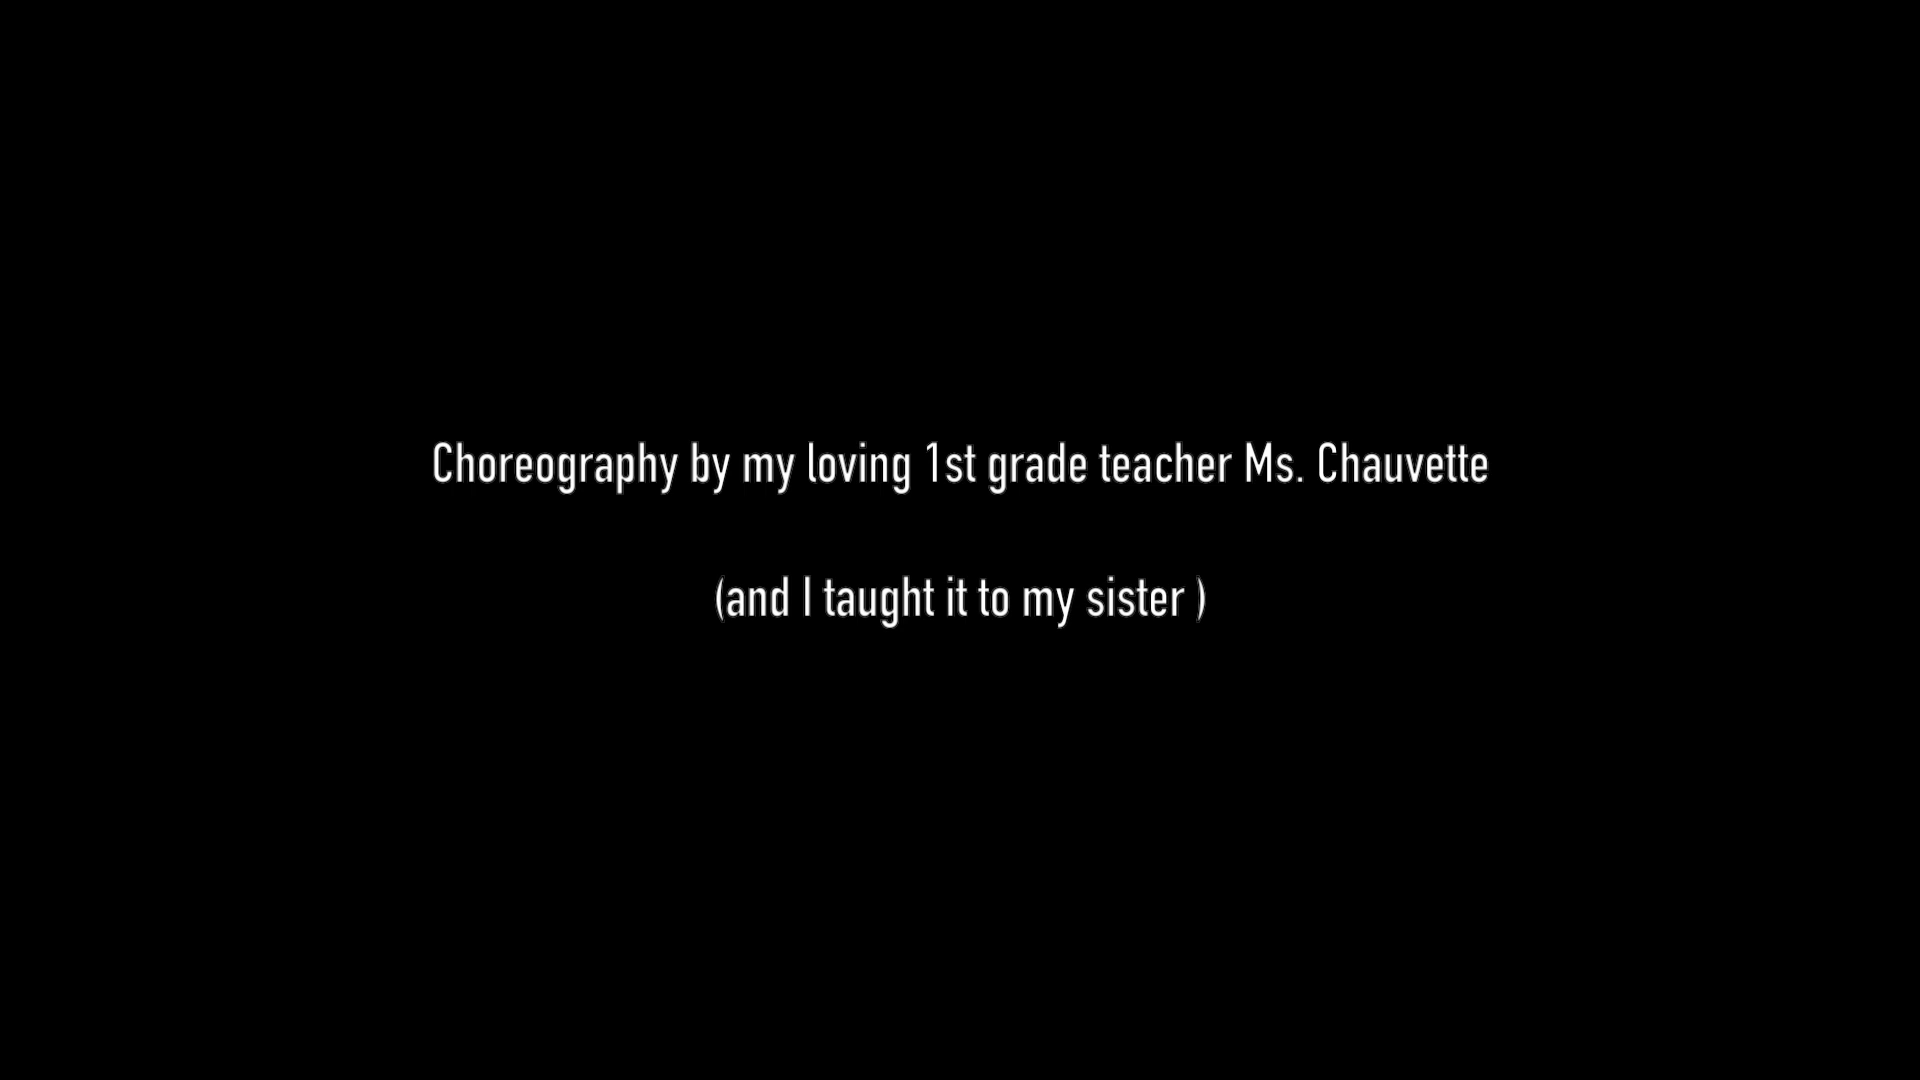 Choreography by my loving 1st grade teacher Ms. Chauvette
(and I taught it to my sister )